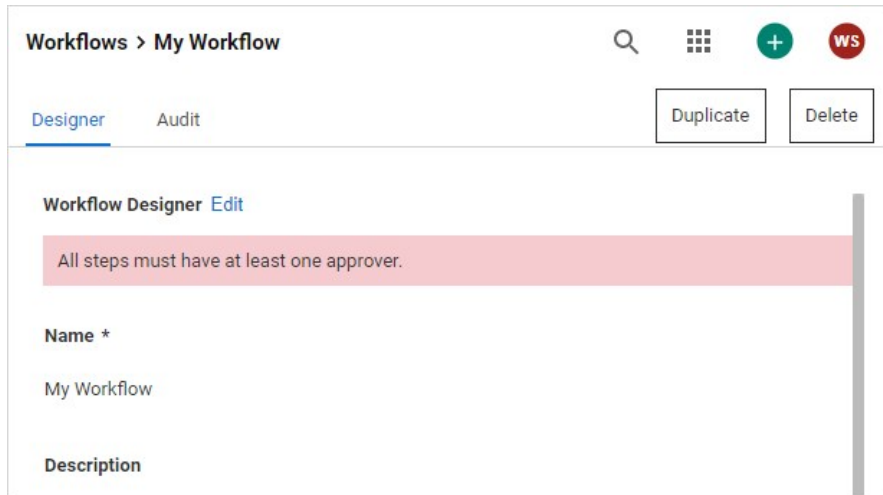 Workflows > My Workflow
+
WS
Designer Audit Duplicate Delete
Workflow Designer Edit
All steps must have at least one approver.
Name *
My Workflow
Description